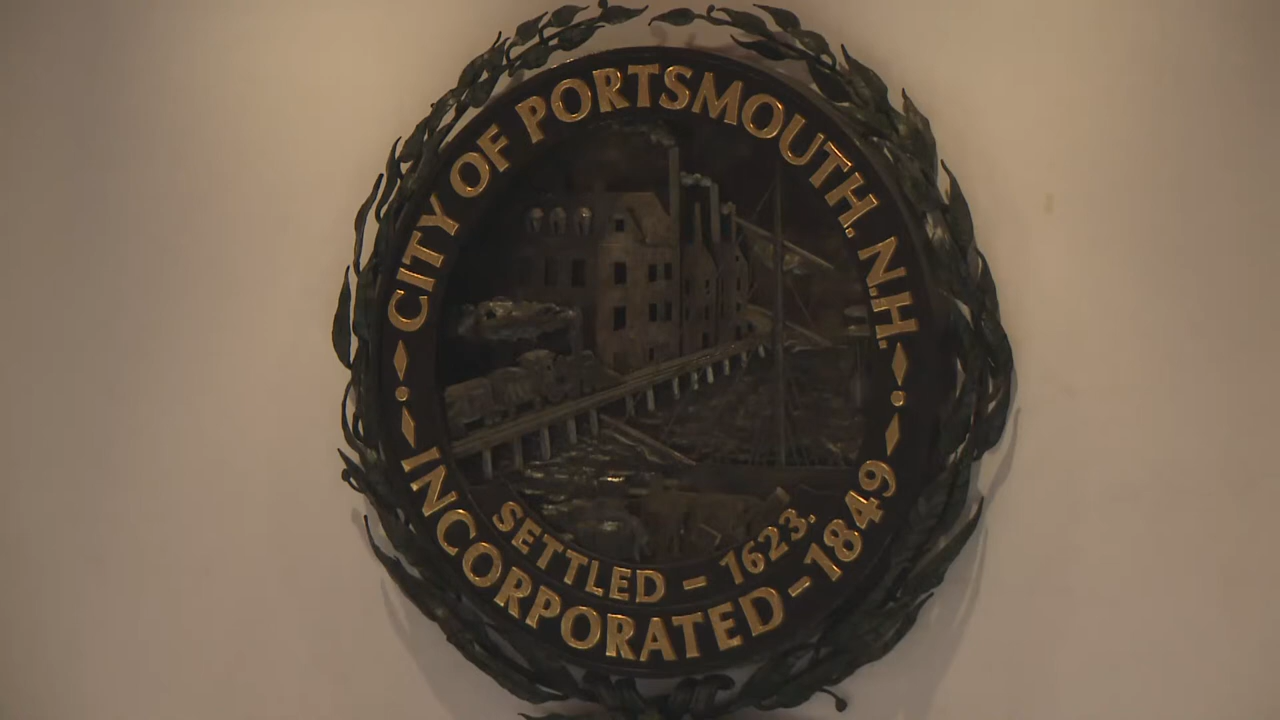 CITY OF PORTSMOUTH. N.H.
SETTLED – 1623.
INCORPORATED – 1849